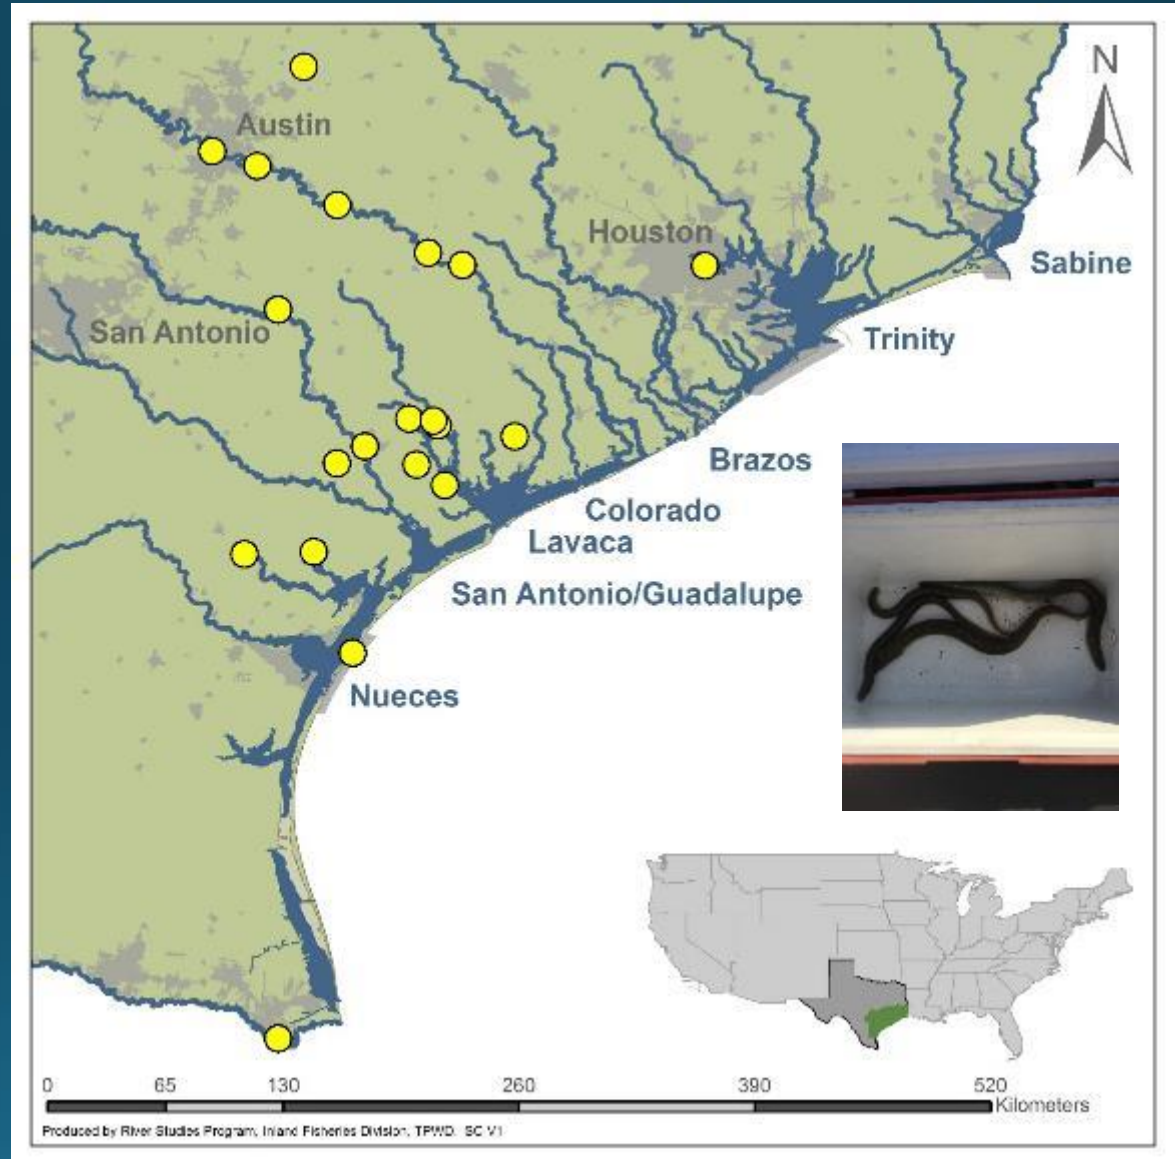 N
Austin
Houston
Sabine
San Antonio
Trinity
Brazos
Colorado
Lavaca
San Antonio/Guadalupe
Nueces
0 65 130 260 390 520
Kilometers
Produced by River Studies Program, Inland Fisheries Division, TPWD. SC V1